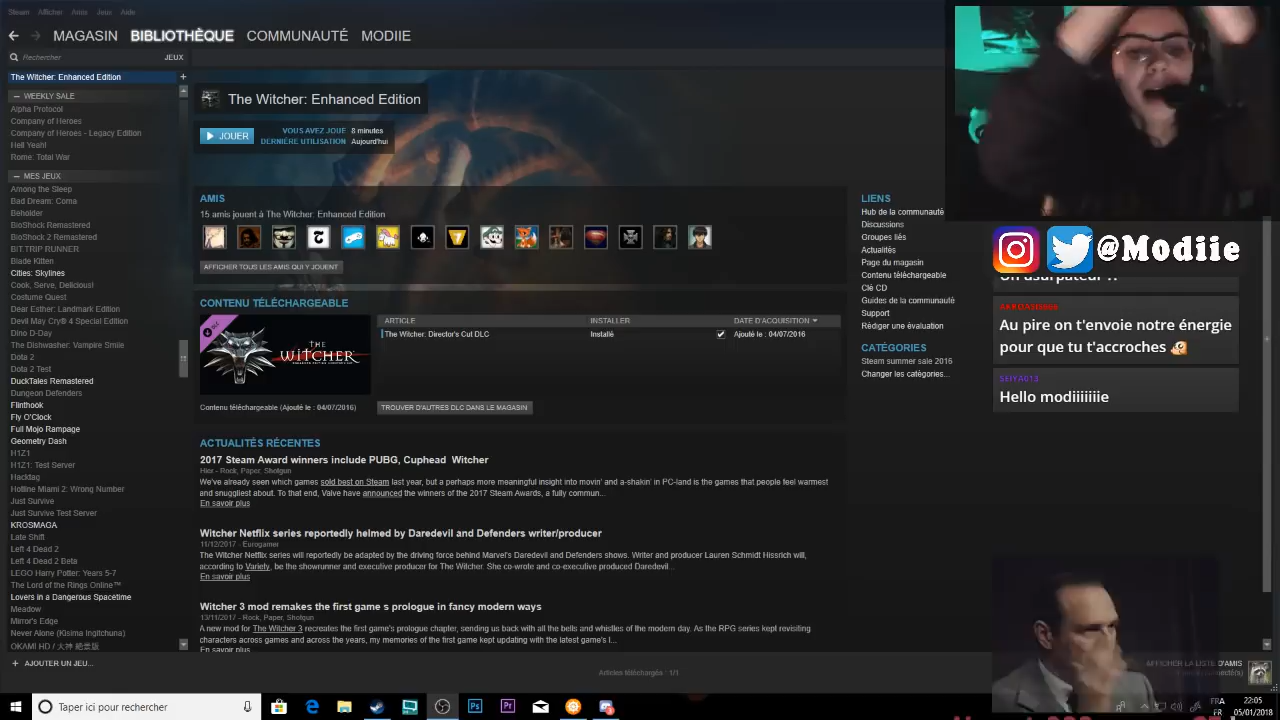 Steam Afficher Amis Jeux Aide
MAGASIN BIBLIOTHÈQUE COMMUNAUTÉ MODIIE
Rechercher JEUX
The Witcher: Enhanced Edition +
– WEEKLY SALE
Alpha Protocol
Company of Heroes
Company of Heroes - Legacy Edition
Hell Yeah!
Rome: Total War
– MES JEUX
Among the Sleep
Bad Dream: Coma
Beholder
BioShock Remastered
BioShock 2 Remastered
BIT.TRIP RUNNER
Blade Kitten
Cities: Skylines
Cook, Serve, Delicious!
Costume Quest
Dear Esther: Landmark Edition
Devil May Cry® 4 Special Edition
Dino D-Day
The Dishwasher: Vampire Smile
Dota 2
Dota 2 Test
DuckTales Remastered
Dungeon Defenders
Flinthook
Fly O'Clock
Full Mojo Rampage
Geometry Dash
H1Z1
H1Z1: Test Server
Hacktag
Hotline Miami 2: Wrong Number
Just Survive
Just Survive Test Server
KROSMAGA
Late Shift
Left 4 Dead 2
Left 4 Dead 2 Beta
LEGO Harry Potter: Years 5-7
The Lord of the Rings Online™
Lovers in a Dangerous Spacetime
Meadow
Mirror's Edge
Never Alone (Kisima Ingitchuna)
OKAMI HD / 大神 絶景版
+ AJOUTER UN JEU...
The Witcher: Enhanced Edition
JOUER
VOUS AVEZ JOUÉ 8 minutes
DERNIÈRE UTILISATION Aujourd'hui
AMIS
15 amis jouent à The Witcher: Enhanced Edition
AFFICHER TOUS LES AMIS QUI Y JOUENT
CONTENU TÉLÉCHARGEABLE
DLC
THE
WITCHER
ARTICLE INSTALLER DATE D'ACQUISITION
The Witcher: Director's Cut DLC Installé Ajouté le : 04/07/2016
Contenu téléchargeable (Ajouté le : 04/07/2016)
TROUVER D'AUTRES DLC DANS LE MAGASIN
ACTUALITÉS RÉCENTES
2017 Steam Award winners include PUBG, Cuphead Witcher
Hier - Rock, Paper, Shotgun
We've already seen which games sold best on Steam last year, but a perhaps more meaningful insight into movin' and a-shakin' in PC-land is the games that people feel warmest
and snuggliest about. To that end, Valve have announced the winners of the 2017 Steam Awards, a fully commun...
En savoir plus
Witcher Netflix series reportedly helmed by Daredevil and Defenders writer/producer
11/12/2017 - Eurogamer
The Witcher Netflix series will reportedly be adapted by the driving force behind Marvel's Daredevil and Defenders shows. Writer and producer Lauren Schmidt Hissrich will,
according to Variety, be the showrunner and executive producer for The Witcher. She co-wrote and co-executive produced Daredevil...
En savoir plus
Witcher 3 mod remakes the first game s prologue in fancy modern ways
13/11/2017 - Rock, Paper, Shotgun
A new mod for The Witcher 3 recreates the first game's prologue chapter, sending us back with all the bells and whistles of the modern day. As the RPG series kept revisiting
characters across games and across the years, my memories of the first game kept updating with the latest game's l...
En savoir plus
LIENS
Hub de la communauté
Discussions
Groupes liés
Actualités
Page du magasin
Contenu téléchargeable
Clé CD
Guides de la communauté
Support
Rédiger une évaluation
CATÉGORIES
Steam summer sale 2016
Changer les catégories...
@Modiie
Au pire on t'envoie notre énergie
pour que tu t'accroches
SEIYA013
Hello modiiiiiiie
Articles téléchargés : 1/1
AFFICHER LA LISTE D'AMIS
Taper ici pour rechercher
Ps Pr
FRA
FR
22:05
05/01/2018